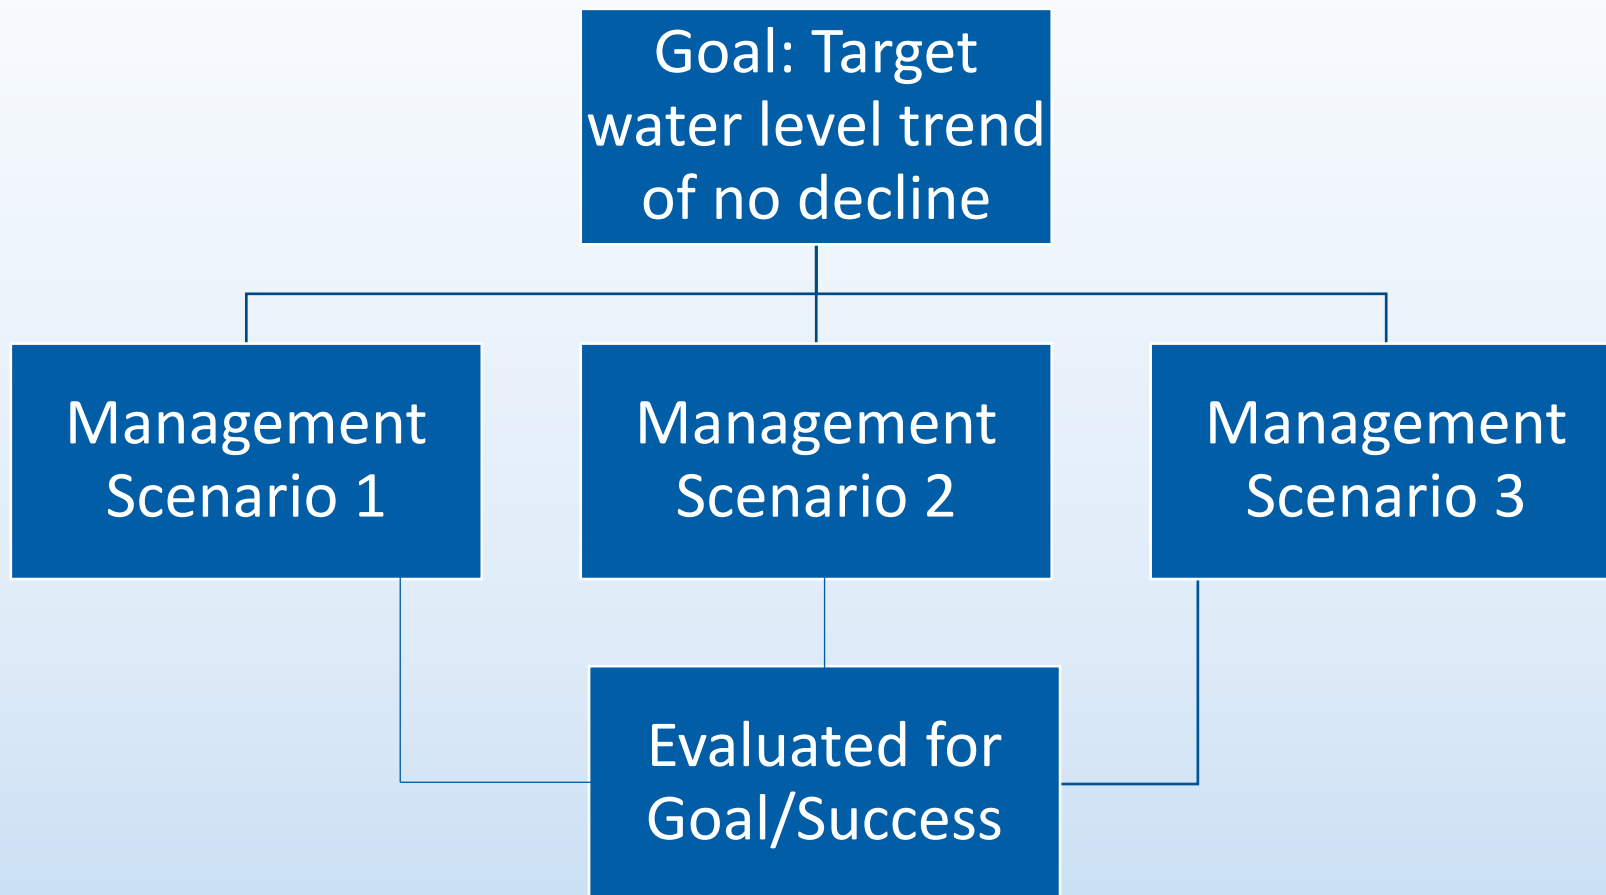 Goal: Target
water level trend
of no decline
Management
Scenario 1
Management
Scenario 2
Management
Scenario 3
Evaluated for
Goal/Success